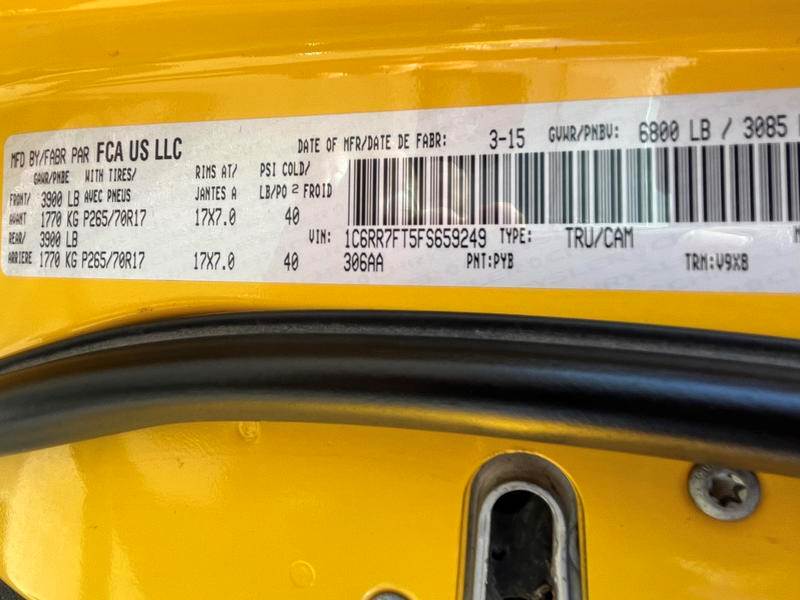 MFD BY/FABR PAR FCA US LLC DATE OF MFR/DATE DE FABR: 3-15 GVWR/PNBV: 6800 LB / 3085
GAWR/PNBE WITH TIRES/ RIMS AT/ PSI COLD/
FRONT/ 3900 LB AVEC PNEUS JANTES A LB/PO 2 FROID
AVANT 1770 KG P265/70R17 17X7.0 40
REAR/ 3900 LB VIN: 1C6RR7FT5FS659249 TYPE: TRU/CAM
ARRIERE 1770 KG P265/70R17 17X7.0 40 306AA PNT:PYB TRM:V9XB